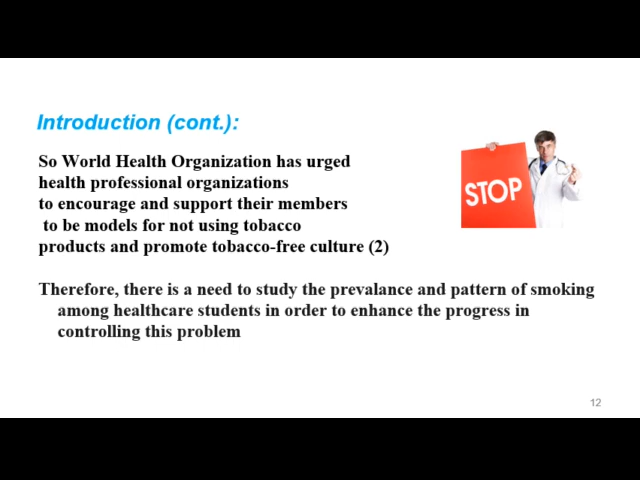 Introduction (cont.):
So World Health Organization has urged
health professional organizations
to encourage and support their members
to be models for not using tobacco
products and promote tobacco-free culture (2)
STOP
Therefore, there is a need to study the prevalance and pattern of smoking
among healthcare students in order to enhance the progress in
controlling this problem
12